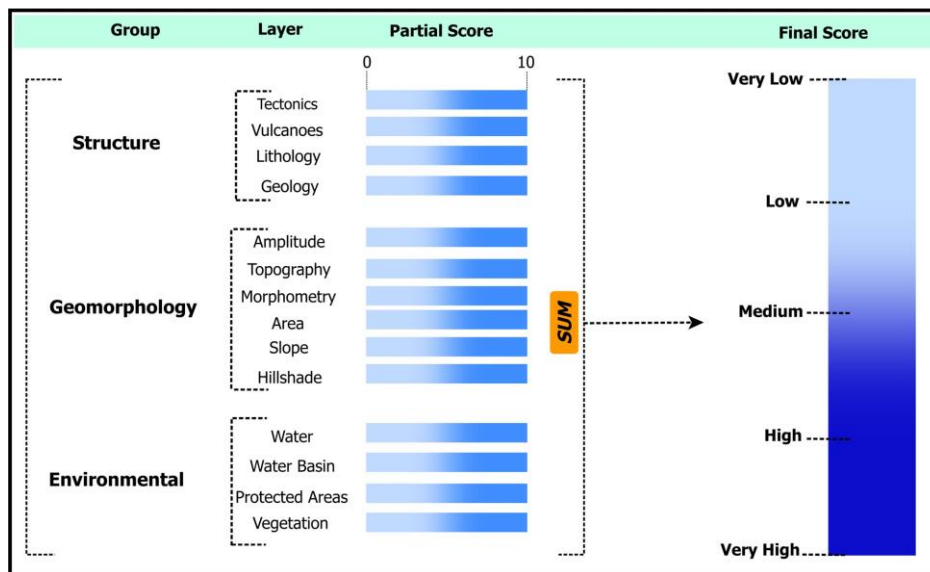 Group Layer Partial Score Final Score
0 10
Very Low
Tectonics
Vulcanoes
Structure
Lithology
Geology
Low
Amplitude
Topography
Geomorphology
Morphometry
Area
Slope
Hillshade
SUM
Medium
Water
High
Water Basin
Environmental
Protected Areas
Vegetation
Very High